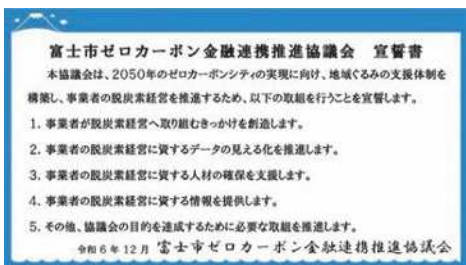 富士市ゼロカーボン金融連携推進協議会　宣誓書
本協議会は、2050年のゼロカーボンシティの実現に向け、地域ぐるみの支援体制を
構築し、事業者の脱炭素経営を推進するため、以下の取組を行うことを宣誓します。
1. 事業者が脱炭素経営へ取り組むきっかけを創造します。
2. 事業者の脱炭素経営に資するデータの見える化を推進します。
3. 事業者の脱炭素経営に資する人材の確保を支援します。
4. 事業者の脱炭素経営に資する情報を提供します。
5. その他、協議会の目的を達成するために必要な取組を推進します。
令和6年12月 富士市ゼロカーボン金融連携推進協議会